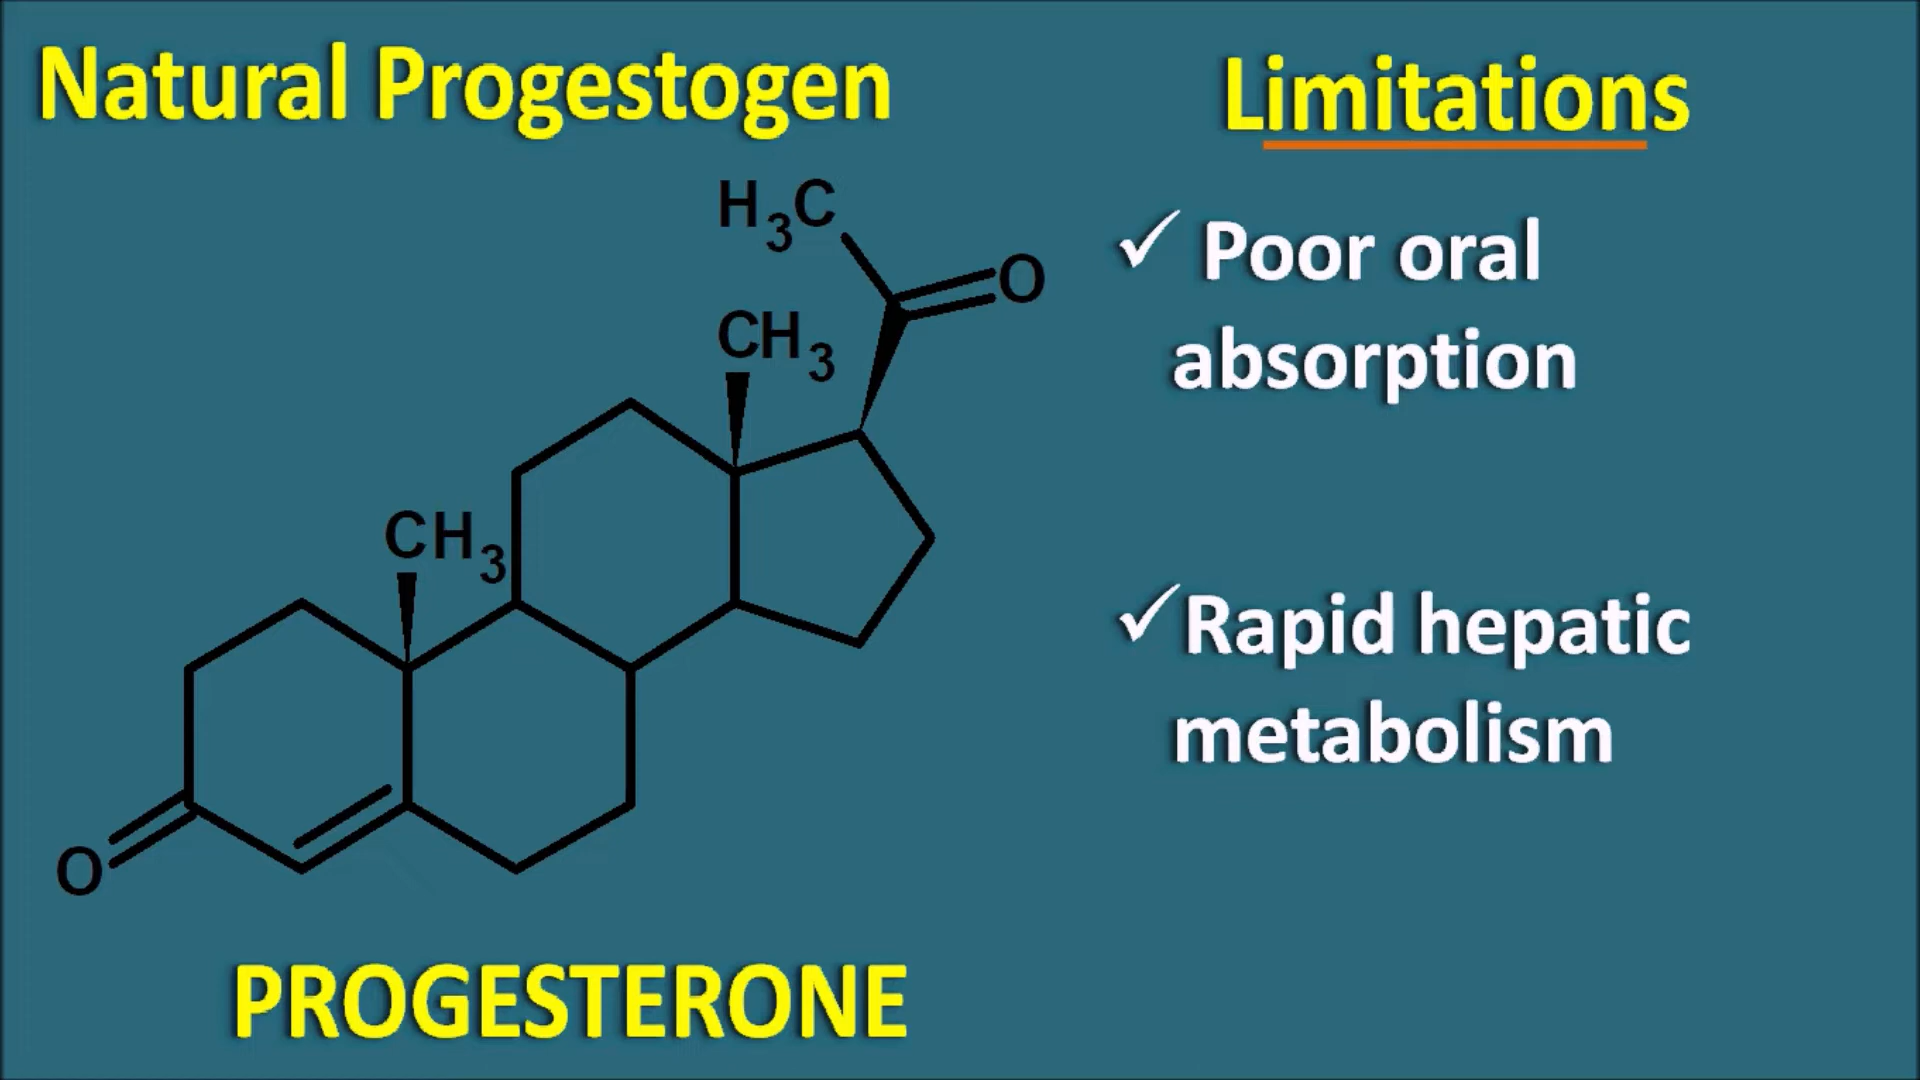 Natural Progestogen
Limitations
H3C
O
CH3
CH3
O
PROGESTERONE
✓ Poor oral
absorption
✓Rapid hepatic
metabolism